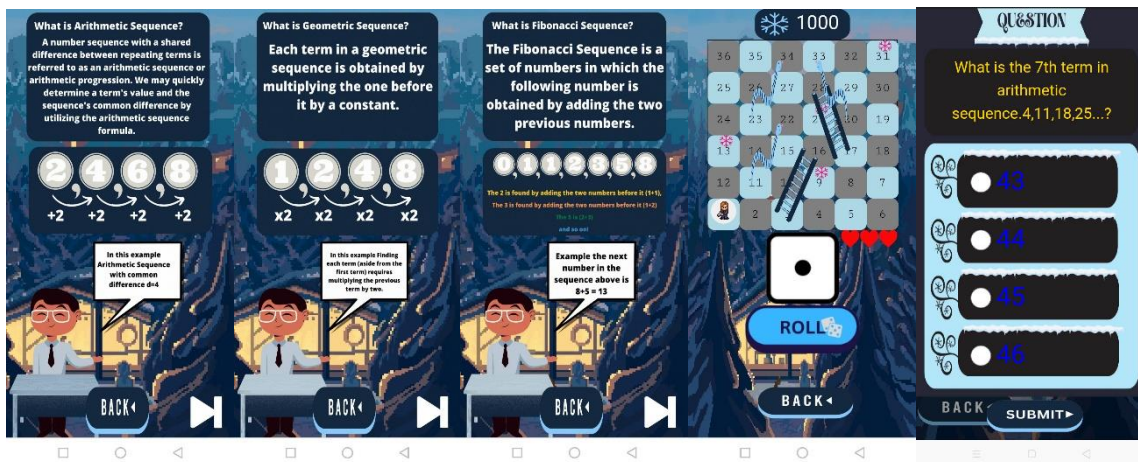 What is Arithmetic Sequence?
A number sequence with a shared
difference between repeating terms is
referred to as an arithmetic sequence or
arithmetic progression. We may quickly
determine a term's value and the
sequence's common difference by
utilizing the arithmetic sequence
formula.
2, 4, 6, 8
+2 +2 +2 +2
In this example
Arithmetic Sequence
with common
difference d=4
BACK
What is Geometric Sequence?
Each term in a geometric
sequence is obtained by
multiplying the one before
it by a constant.
1, 2, 4, 8
x2 x2 x2 x2
In this example Finding
each term (aside from the
first term) requires
multiplying the previous
term by two.
BACK
What is Fibonacci Sequence?
The Fibonacci Sequence is a
set of numbers in which the
following number is
obtained by adding the two
previous numbers.
0,1,1,2,3,5,8
The 2 is found by adding the two numbers before it (1+1),
The 3 is found by adding the two numbers before it (1+2)
and so on!
Example the next
number in the
sequence above is
8+5 = 13
BACK
1000
36 35 34 33 32 31
25 26 27 28 29 30
24 23 22 20 19
13 14 15 16 17 18
12 11 9 8 7
2 4 5 6
ROLL
BACK
QUESTION
What is the 7th term in
arithmetic
sequence.4,11,18,25...?
43
44
45
46
BACK
SUBMIT